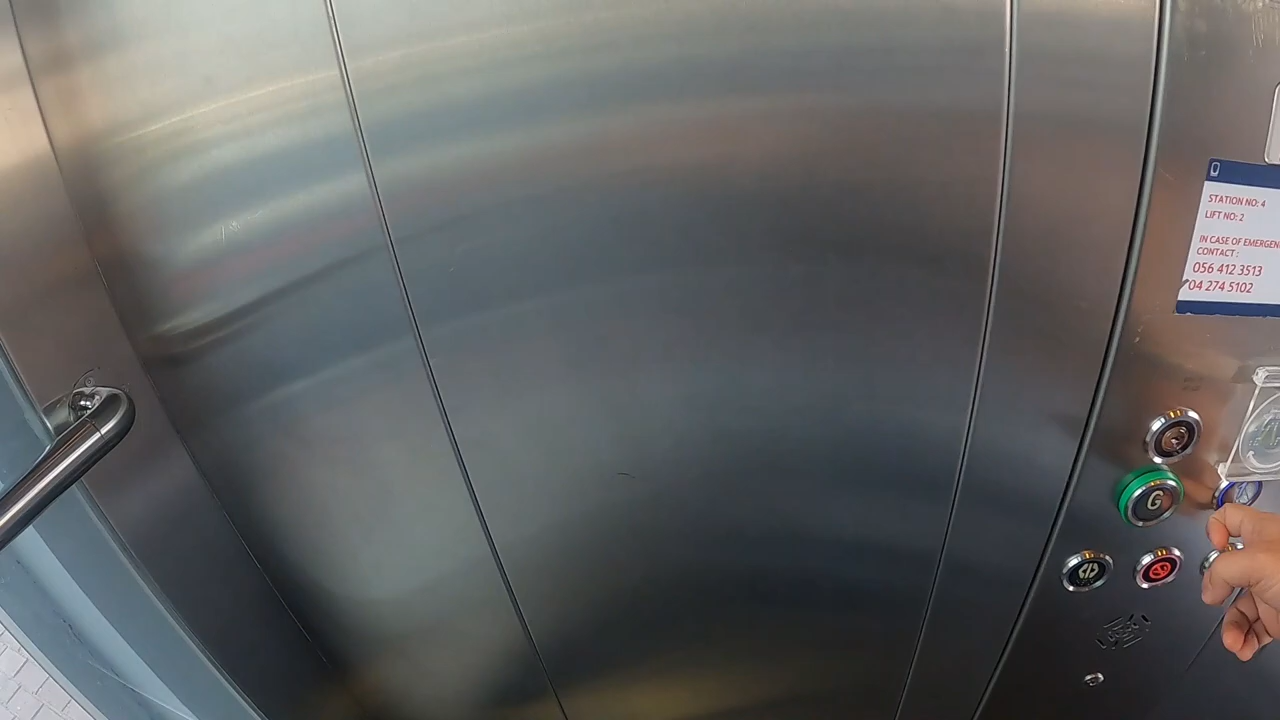 STATION NO: 4
LIFT NO: 2
IN CASE OF EMERGEN
CONTACT :
056 412 3513
04 274 5102
G